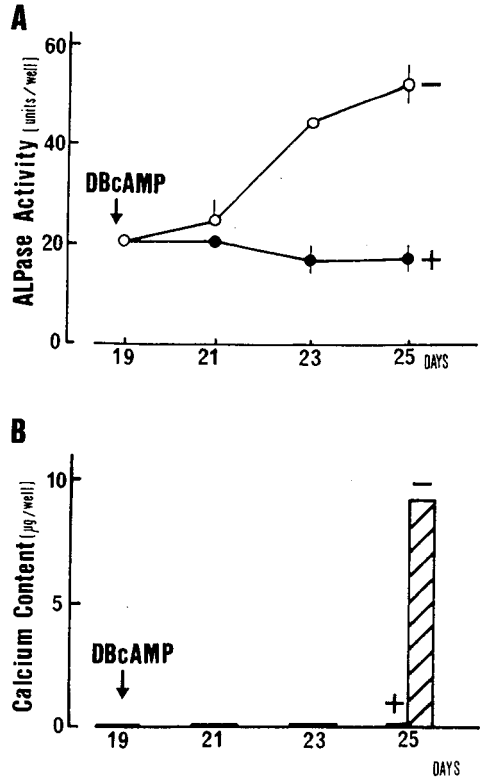 A
ALPase Activity [units/well]
60
40
20
0
DBcAMP
−
+
19 21 23 25 DAYS
B
Calcium Content [μg/well]
10
5
0
DBcAMP
−
+
19 21 23 25
DAYS